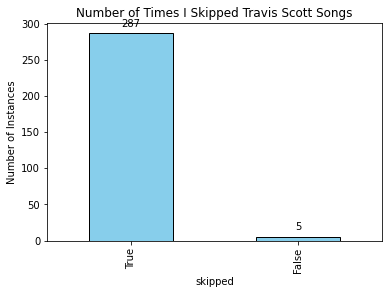 Number of Times I Skipped Travis Scott Songs
300
287
250
200
150
100
50
5
0
Number of Instances
True
False
skipped